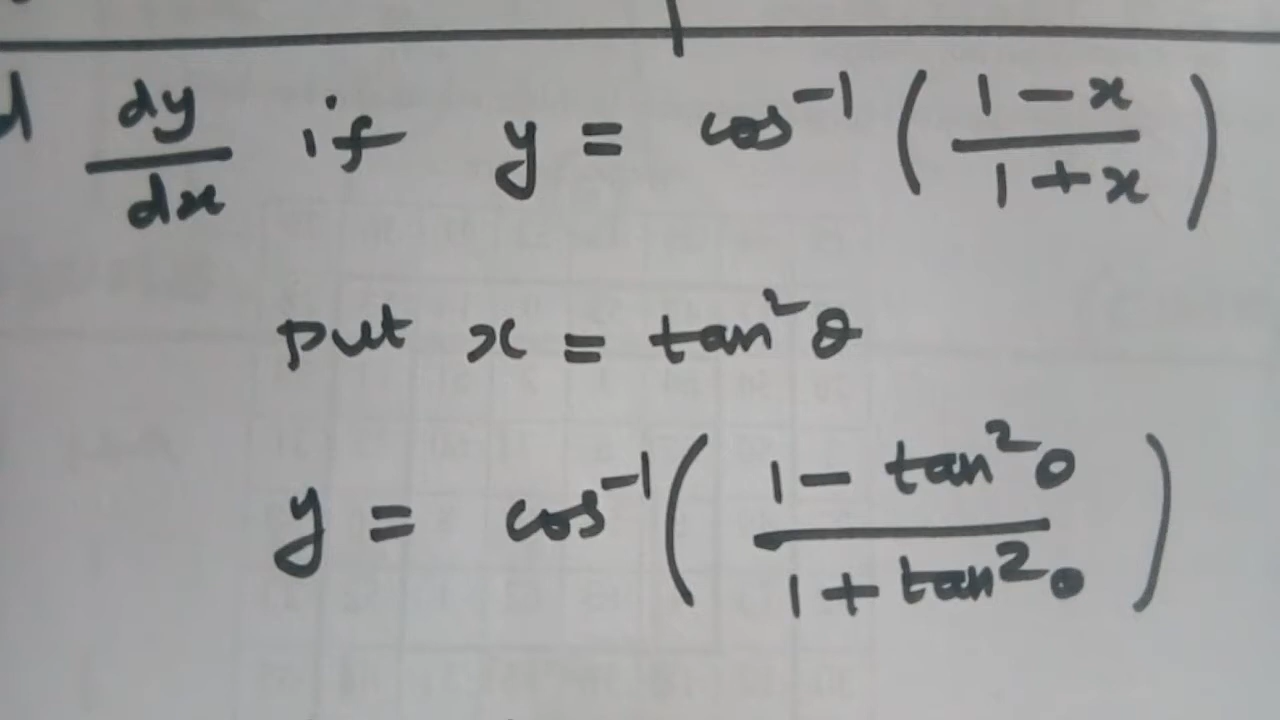 dy/dx if y = cos⁻¹ ( (1 - x) / (1 + x) )
put x = tan²θ
y = cos⁻¹ ( (1 - tan²θ) / (1 + tan²θ) )